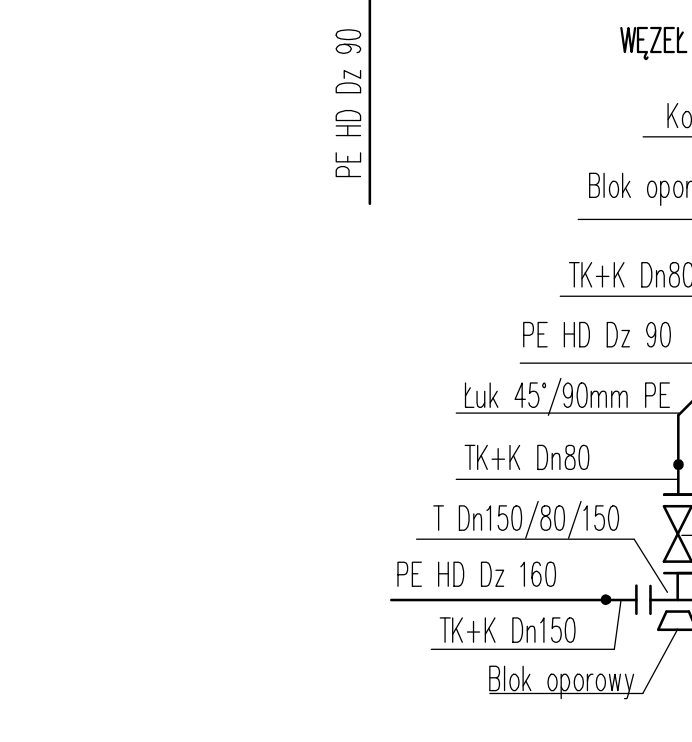 PE HD Dz 90
WĘZEŁ
Blok
TK+K Dn80
PE HD Dz 90
Łuk 45°/90mm PE
TK+K Dn80
T Dn150/80/150
PE HD Dz 160
TK+K Dn150
Blok oporowy